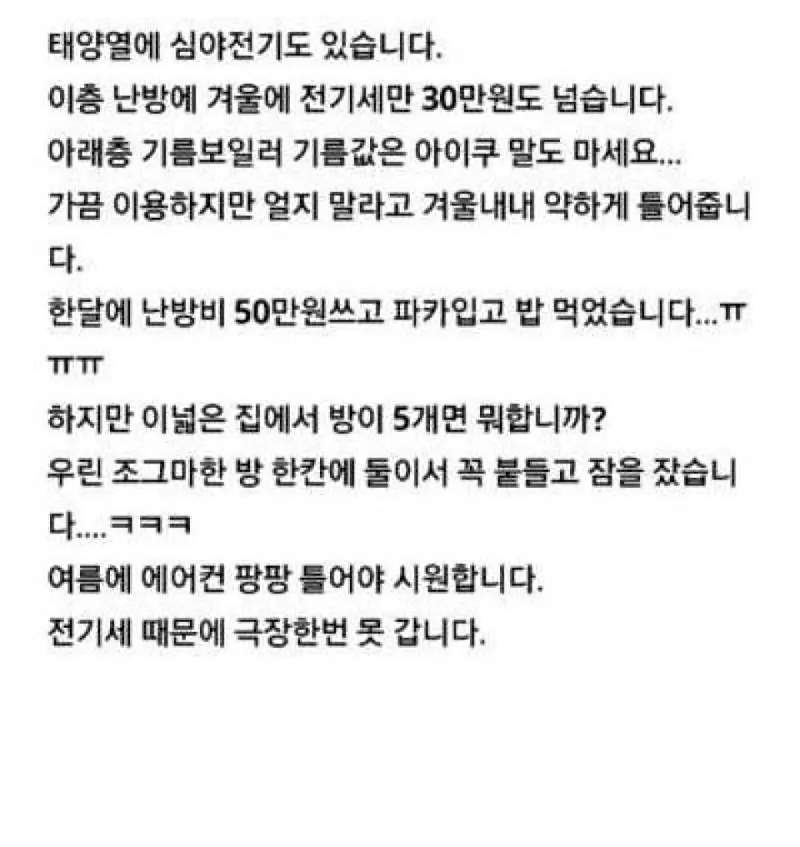 태양열에 심야전기도 있습니다.
이층 난방에 겨울에 전기세만 30만원도 넘습니다.
아래층 기름보일러 기름값은 아이쿠 말도 마세요...
가끔 이용하지만 얼지 말라고 겨울내내 약하게 틀어줍니
다.
한달에 난방비 50만원쓰고 파카입고 밥 먹었습니다...ㅠ
ㅠㅠ
하지만 이넓은 집에서 방이 5개면 뭐합니까?
우린 조그마한 방 한칸에 둘이서 꼭 붙들고 잠을 잤습니
다....ㅋㅋㅋ
여름에 에어컨 팡팡 틀어야 시원합니다.
전기세 때문에 극장한번 못 갑니다.